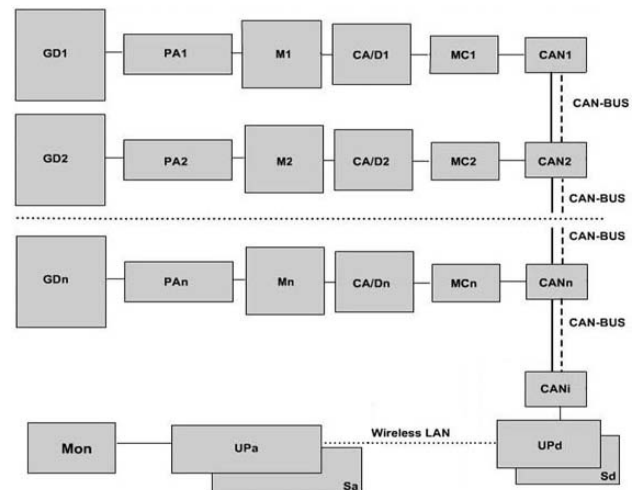 GD1 PA1 M1 CA/D1 MC1 CAN1
CAN-BUS
GD2 PA2 M2 CA/D2 MC2 CAN2
CAN-BUS
CAN-BUS
GDn PAn Mn CA/Dn MCn CANn
CAN-BUS
CANi
Wireless LAN
Mon UPa UPd
Sa Sd